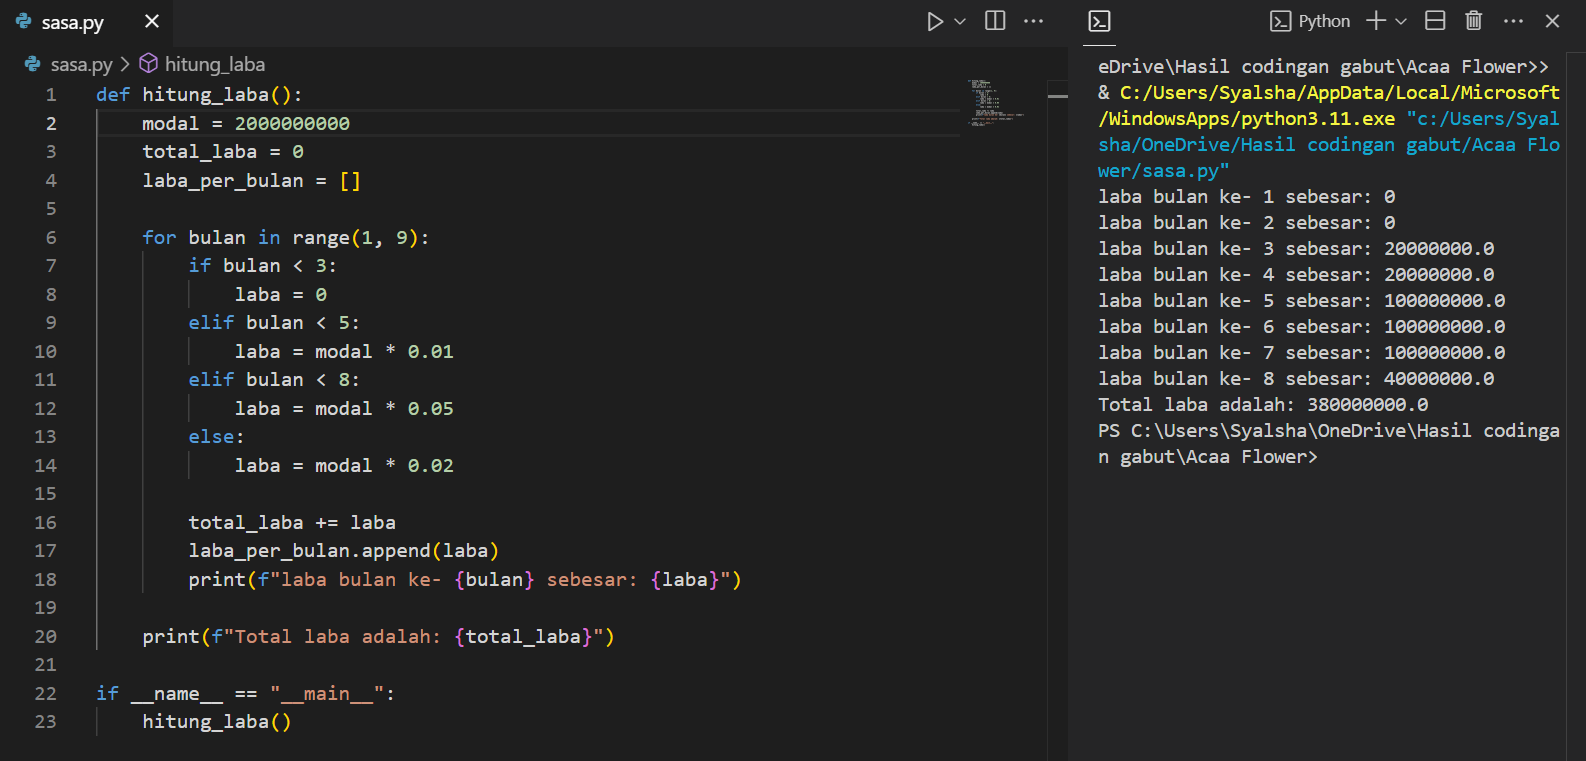 sasa.py
sasa.py > hitung_laba
1 def hitung_laba():
2     modal = 2000000000
3     total_laba = 0
4     laba_per_bulan = []
5
6     for bulan in range(1, 9):
7         if bulan < 3:
8             laba = 0
9         elif bulan < 5:
10             laba = modal * 0.01
11         elif bulan < 8:
12             laba = modal * 0.05
13         else:
14             laba = modal * 0.02
15
16         total_laba += laba
17         laba_per_bulan.append(laba)
18         print(f"laba bulan ke- {bulan} sebesar: {laba}")
19
20     print(f"Total laba adalah: {total_laba}")
21
22 if __name__ == "__main__":
23     hitung_laba()
Python
eDrive\Hasil codingan gabut\Acaa Flower>>
& C:/Users/Syalsha/AppData/Local/Microsoft
/WindowsApps/python3.11.exe "c:/Users/Syal
sha/OneDrive/Hasil codingan gabut/Acaa Flo
wer/sasa.py"
laba bulan ke- 1 sebesar: 0
laba bulan ke- 2 sebesar: 0
laba bulan ke- 3 sebesar: 20000000.0
laba bulan ke- 4 sebesar: 20000000.0
laba bulan ke- 5 sebesar: 100000000.0
laba bulan ke- 6 sebesar: 100000000.0
laba bulan ke- 7 sebesar: 100000000.0
laba bulan ke- 8 sebesar: 40000000.0
Total laba adalah: 380000000.0
PS C:\Users\Syalsha\OneDrive\Hasil codinga
n gabut\Acaa Flower>